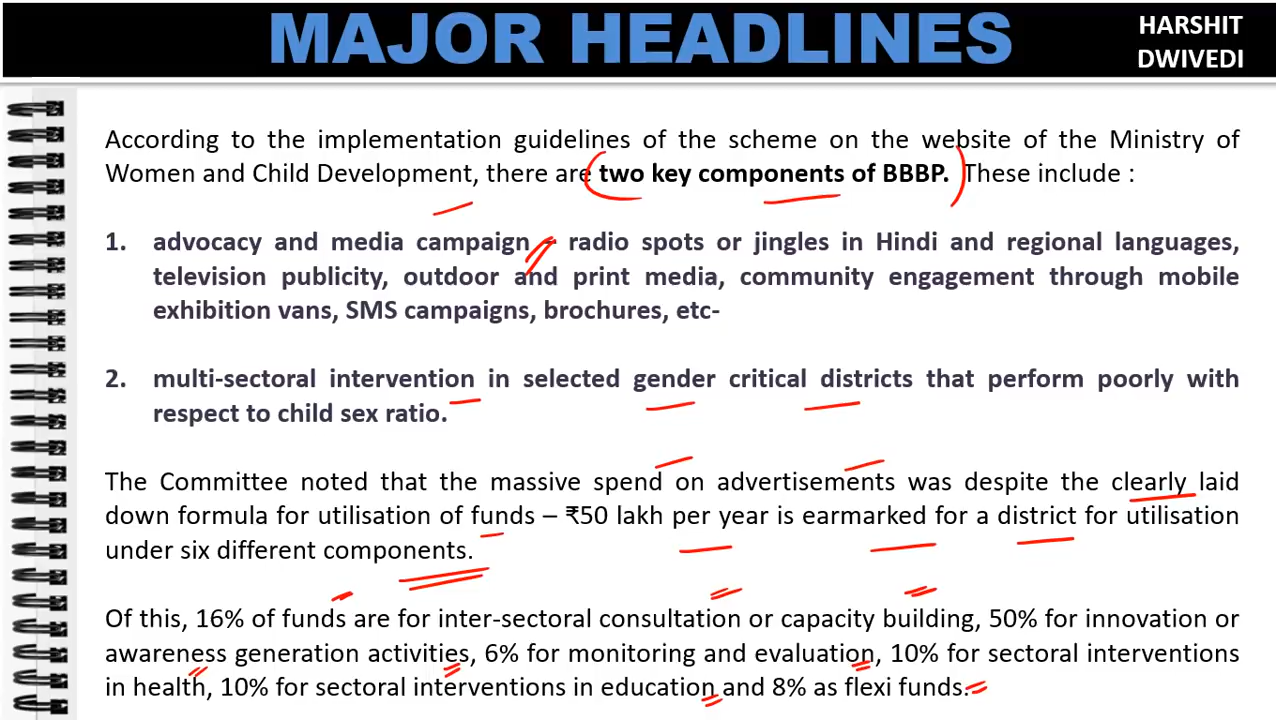 MAJOR HEADLINES
HARSHIT
DWIVEDI
According to the implementation guidelines of the scheme on the website of the Ministry of
Women and Child Development, there are two key components of BBBP. These include :
1. advocacy and media campaign - radio spots or jingles in Hindi and regional languages,
television publicity, outdoor and print media, community engagement through mobile
exhibition vans, SMS campaigns, brochures, etc-
2. multi-sectoral intervention in selected gender critical districts that perform poorly with
respect to child sex ratio.
The Committee noted that the massive spend on advertisements was despite the clearly laid
down formula for utilisation of funds – ₹50 lakh per year is earmarked for a district for utilisation
under six different components.
Of this, 16% of funds are for inter-sectoral consultation or capacity building, 50% for innovation or
awareness generation activities, 6% for monitoring and evaluation, 10% for sectoral interventions
in health, 10% for sectoral interventions in education and 8% as flexi funds.